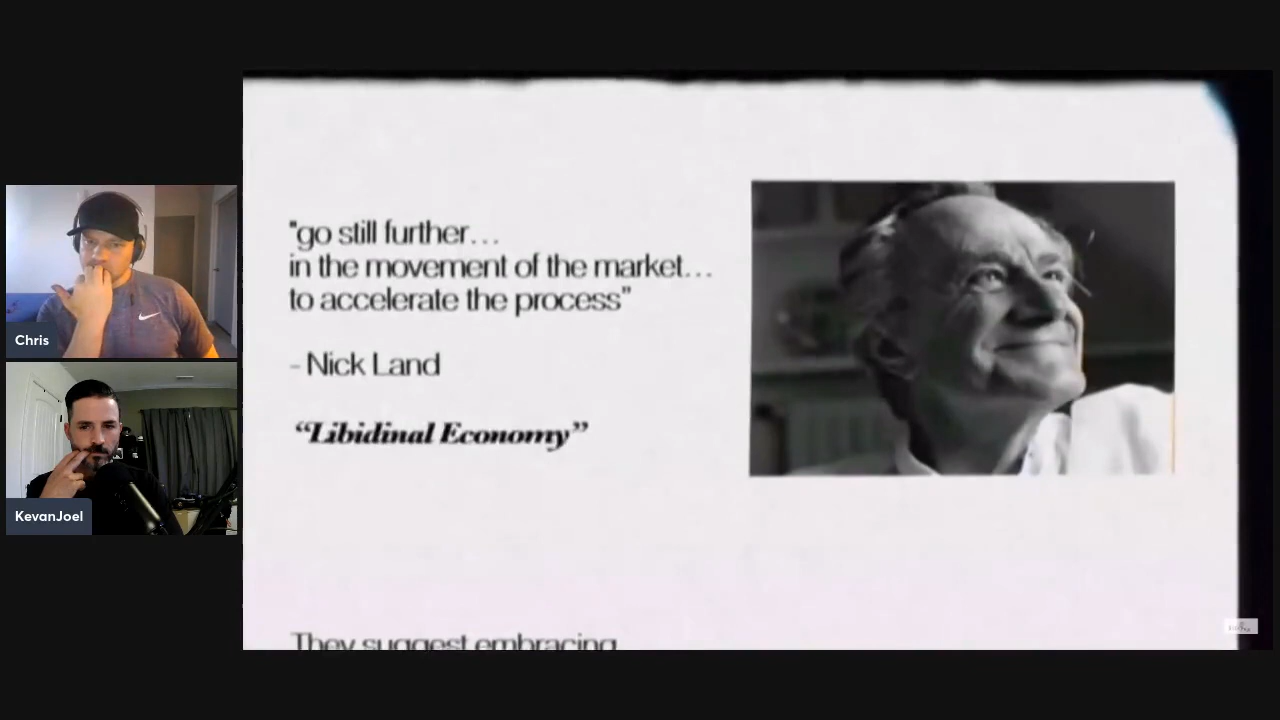 Chris
KevanJoel
"go still further…
in the movement of the market…
to accelerate the process”
- Nick Land
“Libidinal Economy”
They suggest embracing